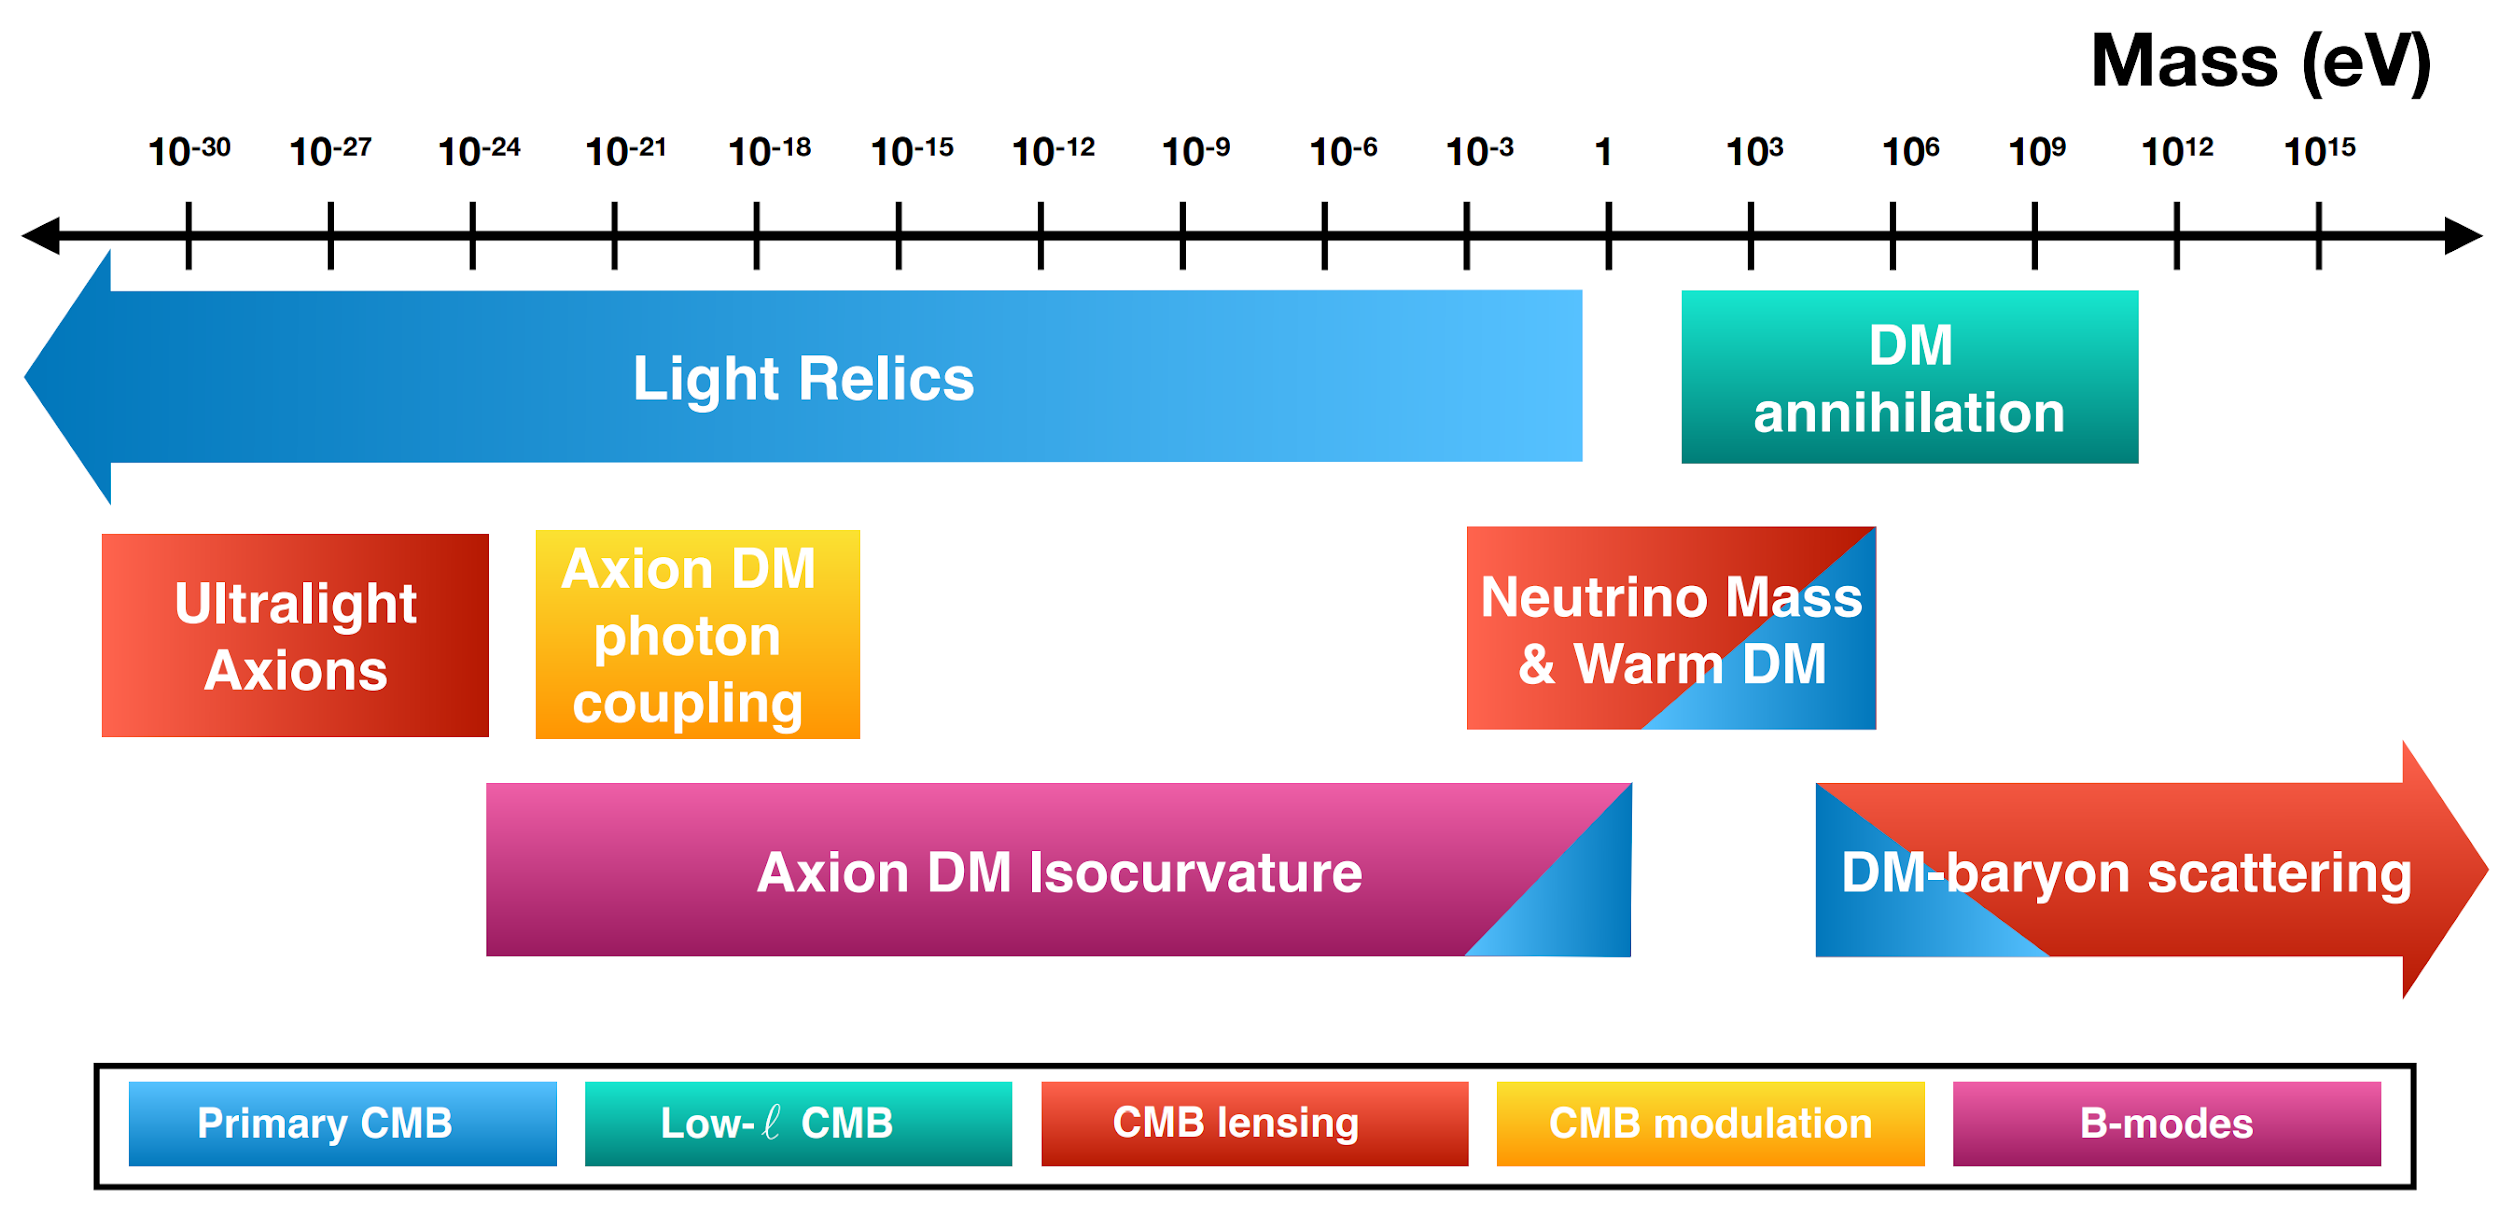 Mass (eV)
10-30 10-27 10-24 10-21 10-18 10-15 10-12 10-9 10-6 10-3 1 103 106 109 1012 1015
Light Relics
DM
annihilation
Ultralight
Axions
Axion DM
photon
coupling
Neutrino Mass
& Warm DM
Axion DM Isocurvature
DM-baryon scattering
Primary CMB
Low-ℓ CMB
CMB lensing
CMB modulation
B-modes